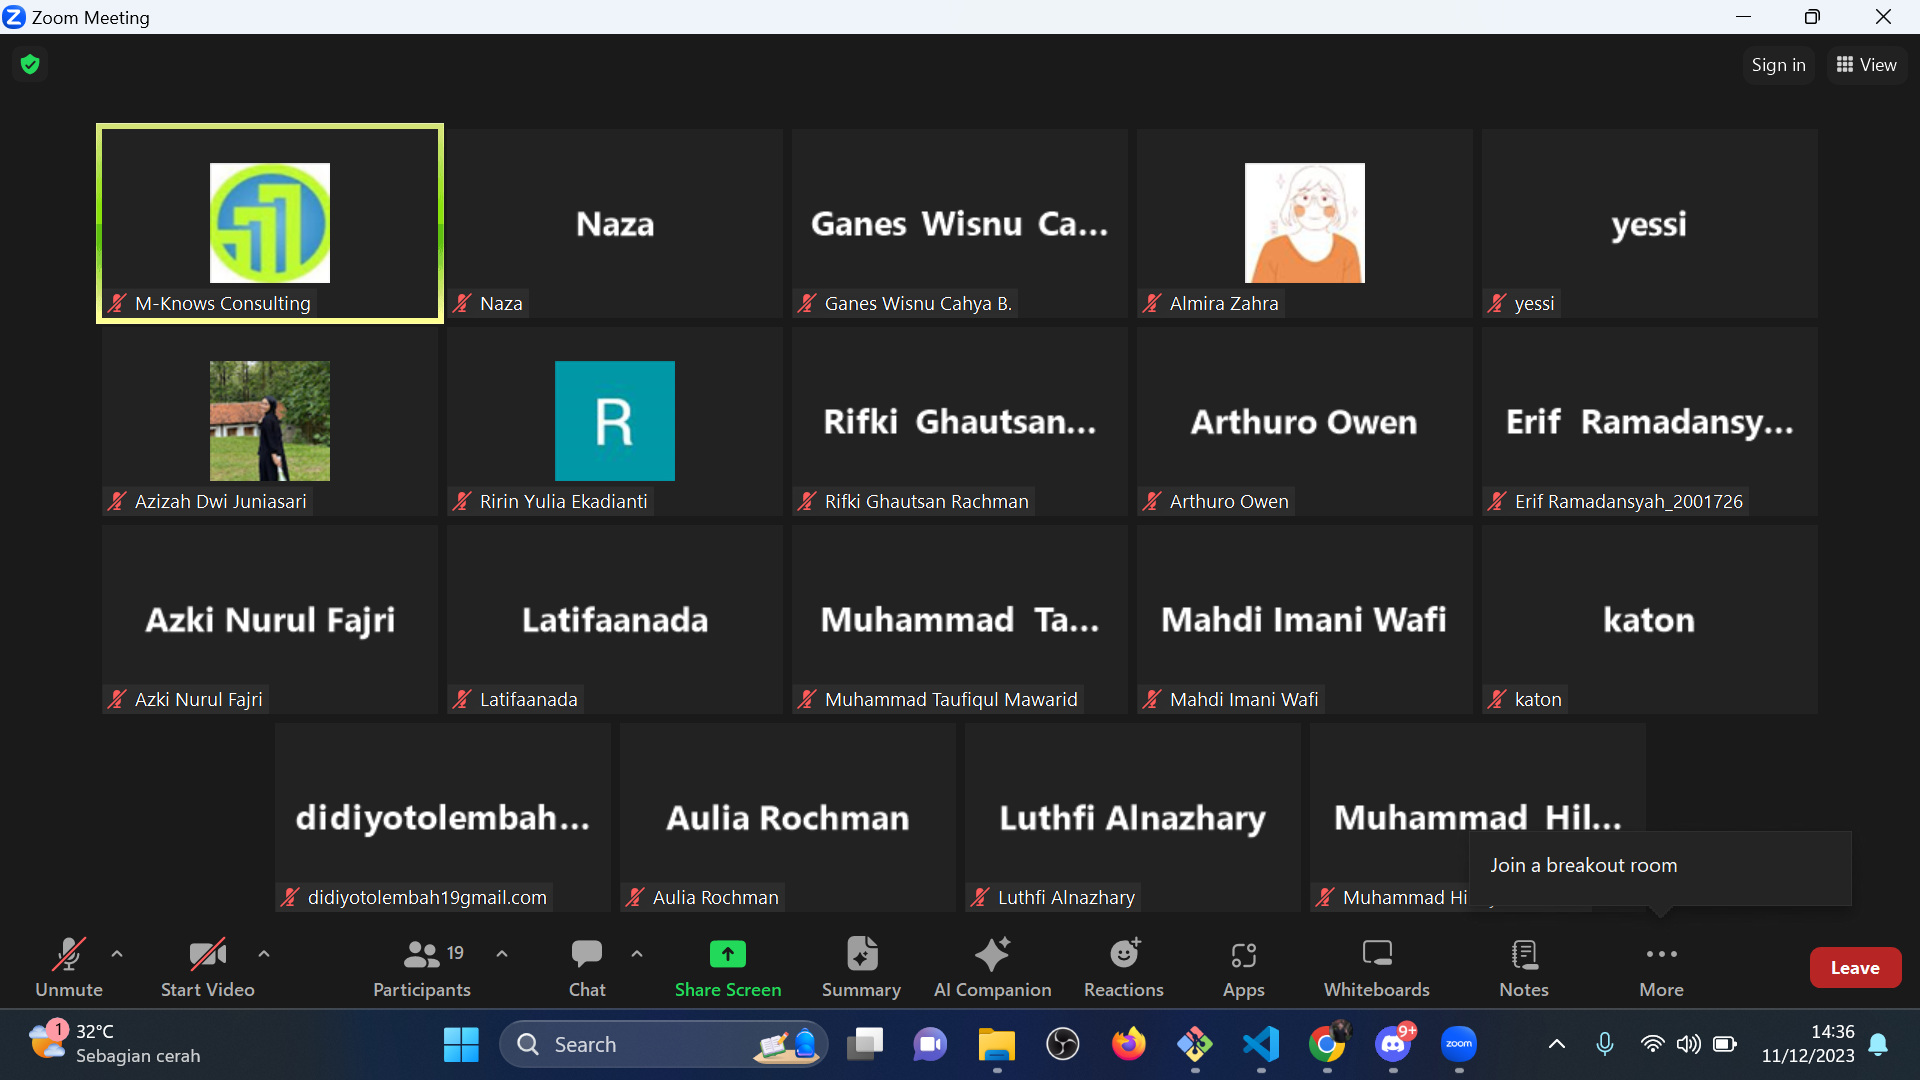 Zoom Meeting
Sign in
View
M-Knows Consulting
Naza
Naza
Ganes Wisnu Ca...
Ganes Wisnu Cahya B.
Almira Zahra
yessi
yessi
Azizah Dwi Juniasari
R
Ririn Yulia Ekadianti
Rifki Ghautsan...
Rifki Ghautsan Rachman
Arthuro Owen
Arthuro Owen
Erif Ramadansy...
Erif Ramadansyah_2001726
Azki Nurul Fajri
Azki Nurul Fajri
Latifaanada
Latifaanada
Muhammad Ta...
Muhammad Taufiqul Mawarid
Mahdi Imani Wafi
Mahdi Imani Wafi
katon
katon
didiyotolembah...
didiyotolembah19gmail.com
Aulia Rochman
Aulia Rochman
Luthfi Alnazhary
Luthfi Alnazhary
Muhammad Hil...
Muhammad Hi
Join a breakout room
Unmute
Start Video
19
Participants
Chat
Share Screen
Summary
AI Companion
Reactions
Apps
Whiteboards
Notes
More
Leave
1
32°C
Sebagian cerah
Search
9+
zoom
14:36
11/12/2023